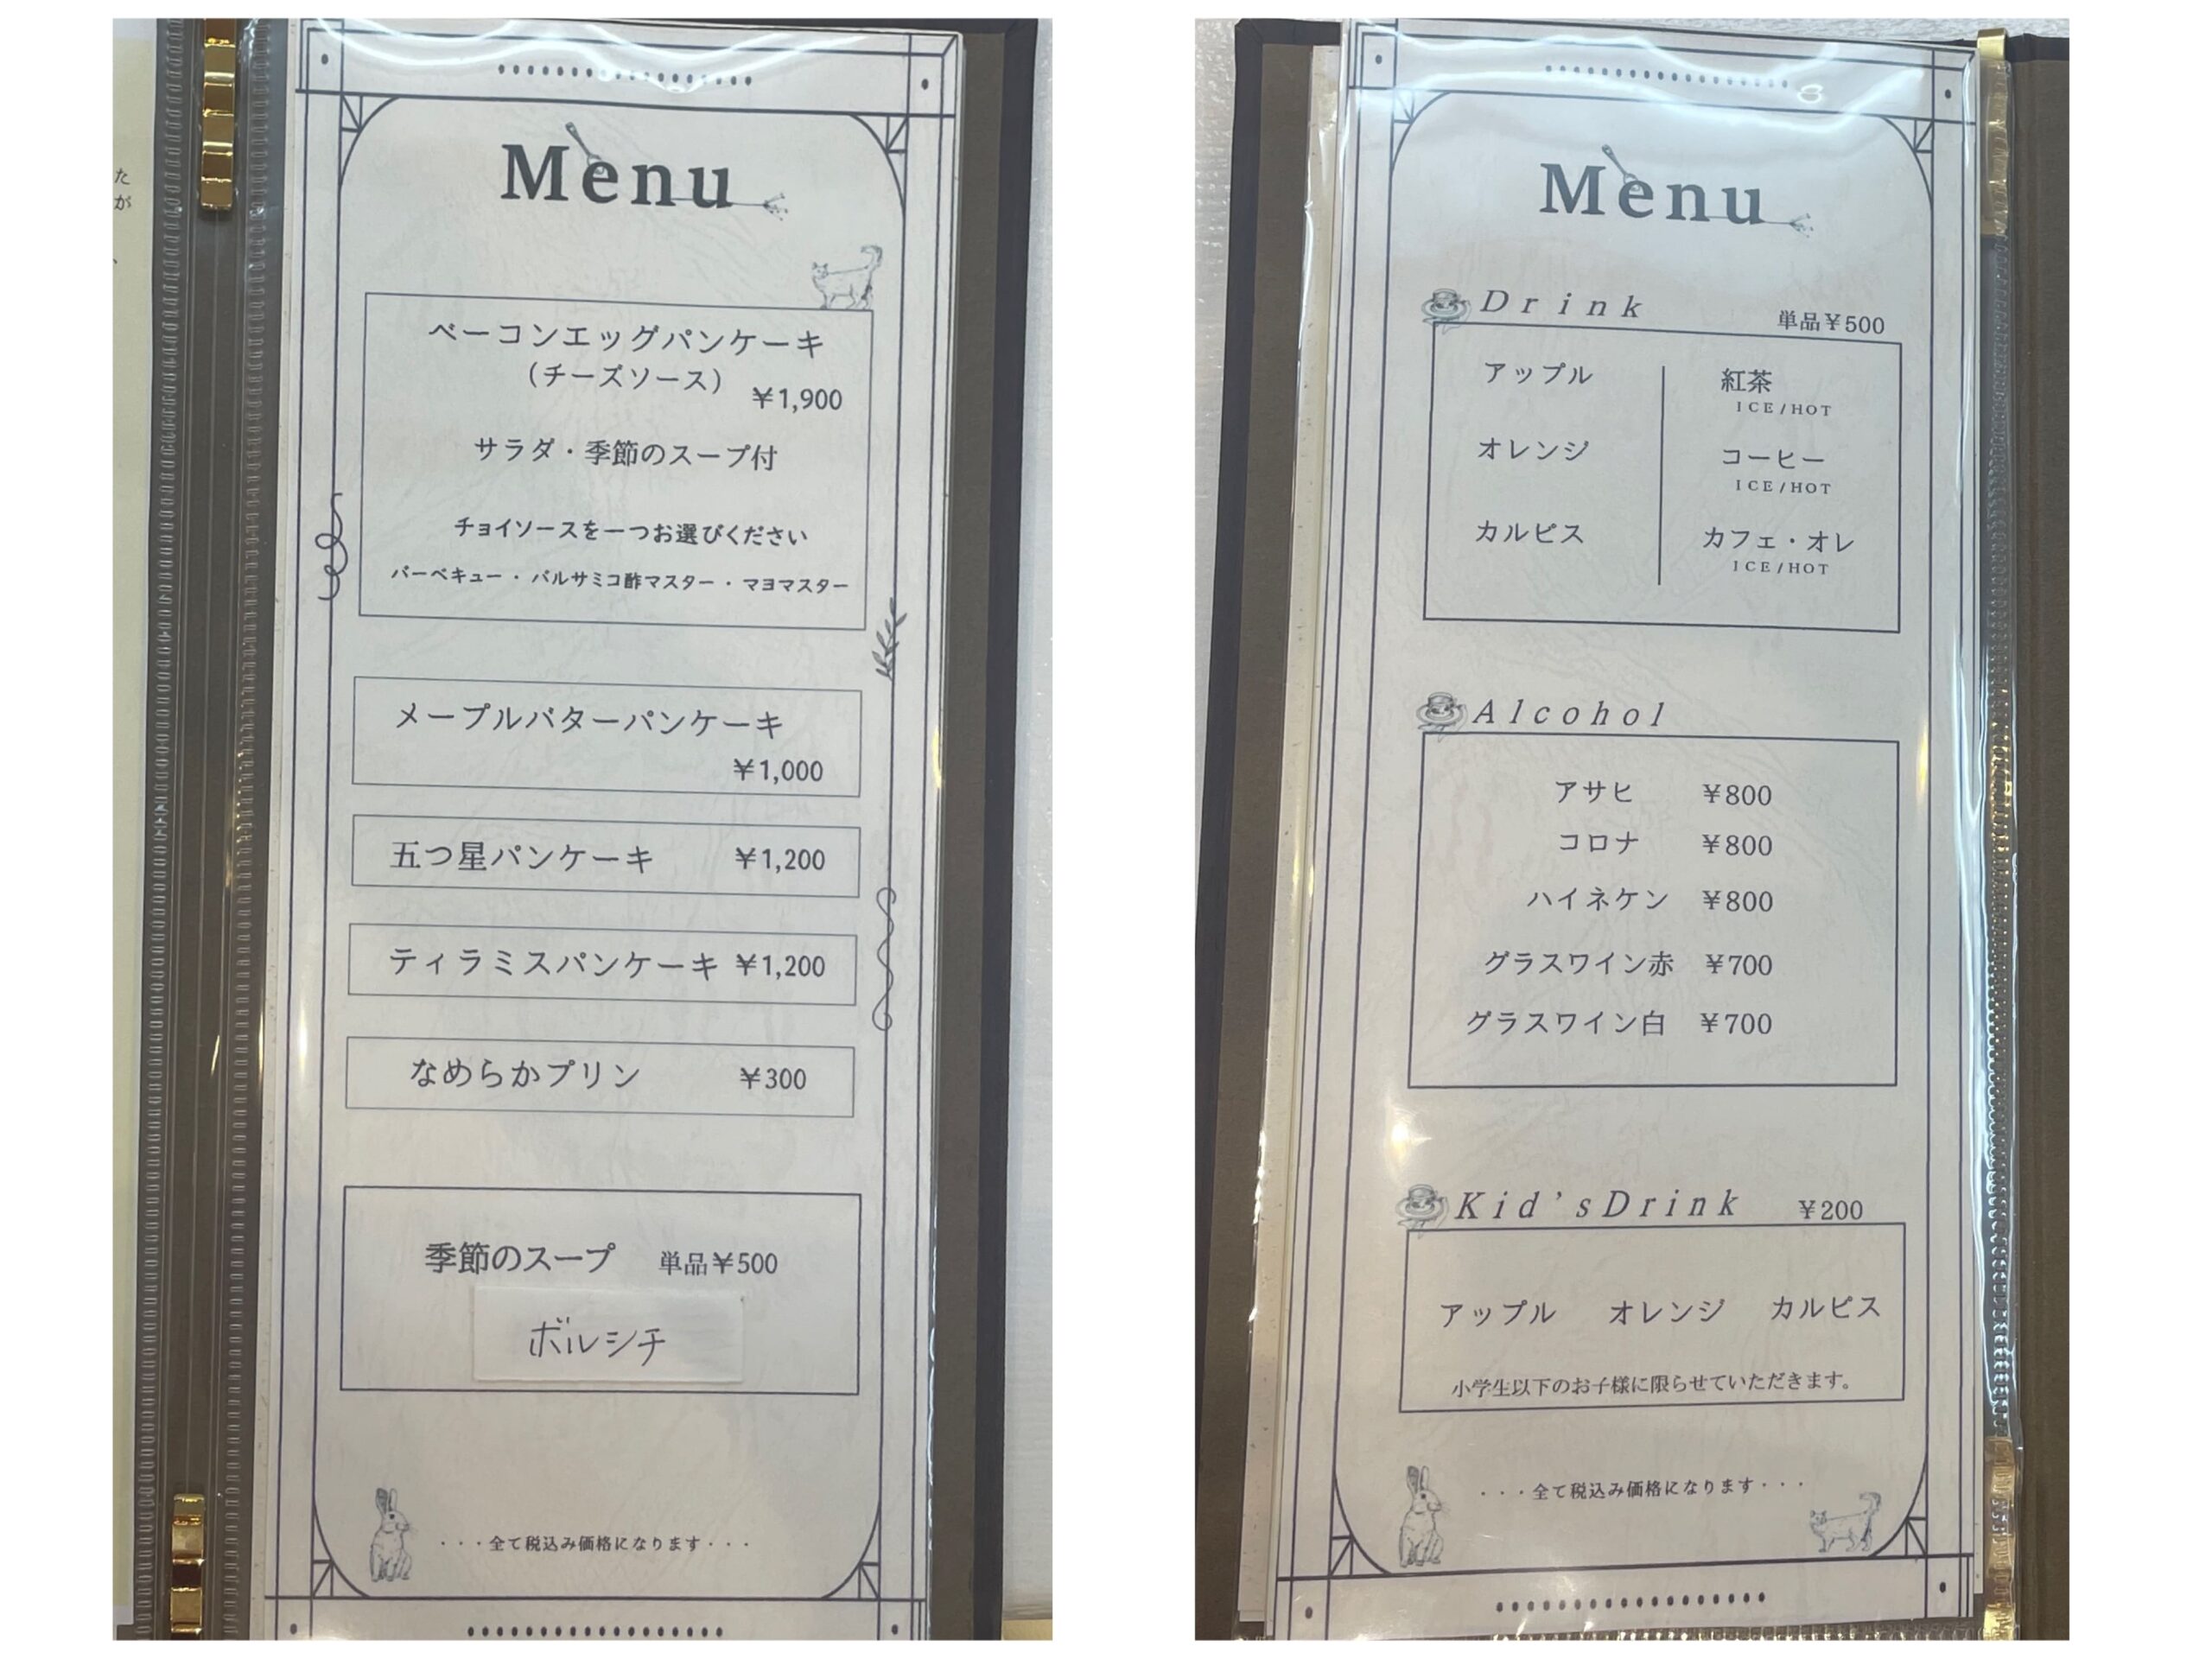 た
が
、
Menu
ベーコンエッグパンケーキ
(チーズソース)
¥1,900
サラダ・季節のスープ付
チョイソースを一つお選びください
バーベキュー・バルサミコ酢マスター・マヨマスター
メープルバターパンケーキ
¥1,000
五つ星パンケーキ ¥1,200
ティラミスパンケーキ ¥1,200
なめらかプリン ¥300
季節のスープ 単品¥500
ボルシチ
・・・全て税込み価格になります・・・
Menu
Drink 単品¥500
アップル
オレンジ
カルピス
紅茶
ICE/HOT
コーヒー
ICE/HOT
カフェ・オレ
ICE/HOT
Alcohol
アサヒ ¥800
コロナ ¥800
ハイネケン ¥800
グラスワイン赤 ¥700
グラスワイン白 ¥700
Kid'sDrink ¥200
アップル オレンジ カルピス
小学生以下のお子様に限らせていただきます。
・・・全て税込み価格になります・・・